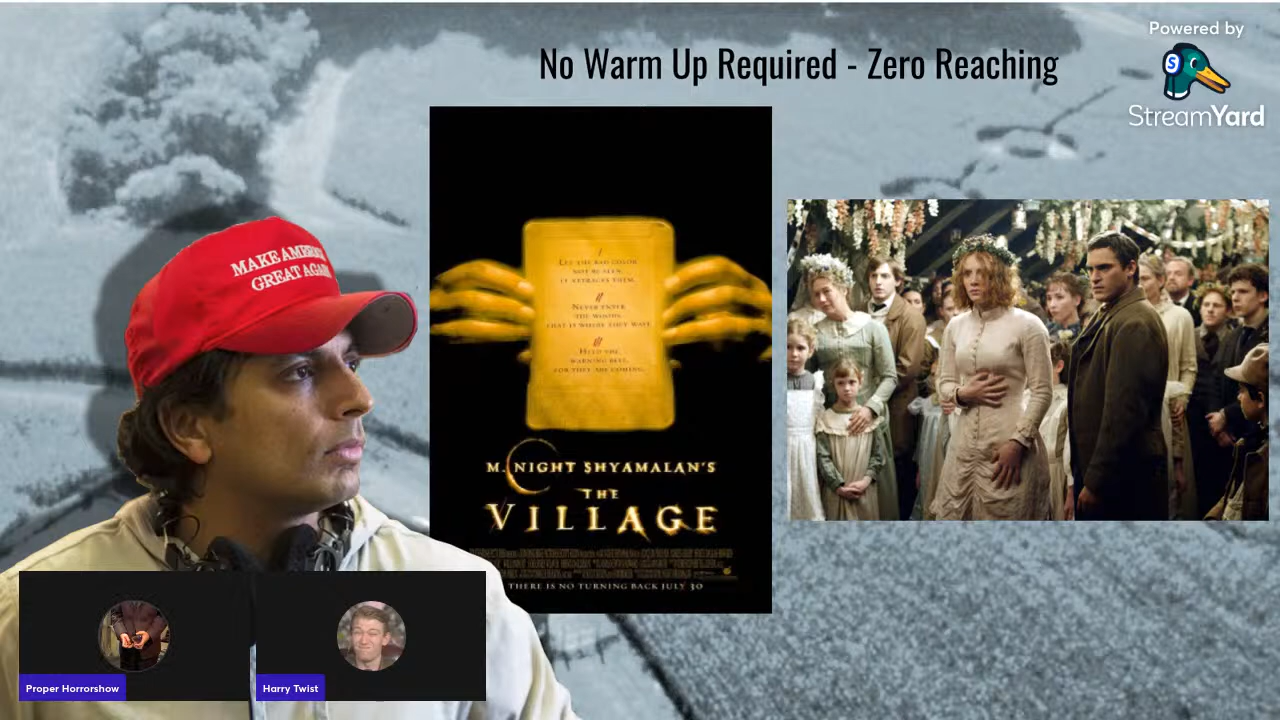 No Warm Up Required - Zero Reaching
Powered by
StreamYard
MAKE AMERICA
GREAT AGAIN
I
LET THE BAD COLOR
NOT BE SEEN.
IT ATTRACTS THEM.
II
NEVER ENTER
THE WOODS.
THAT IS WHERE THEY WAIT.
III
HEED THE
WARNING BELL,
FOR THEY ARE COMING.
M. NIGHT SHYAMALAN'S
THE
VILLAGE
THERE IS NO TURNING BACK JULY 30
Proper Horrorshow
Harry Twist